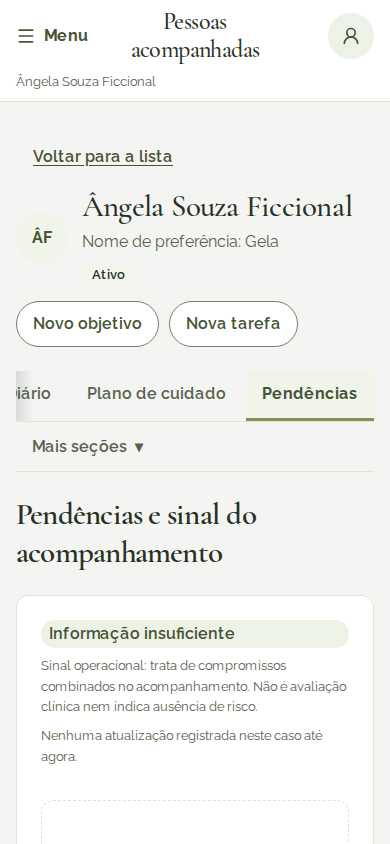 Menu
Pessoas
acompanhadas
Ângela Souza Ficcional
Voltar para a lista
ÂF
Ângela Souza Ficcional
Nome de preferência: Gela
Ativo
Novo objetivo
Nova tarefa
iário
Plano de cuidado
Pendências
Mais seções ▼
Pendências e sinal do
acompanhamento
Informação insuficiente
Sinal operacional: trata de compromissos
combinados no acompanhamento. Não é avaliação
clínica nem indica ausência de risco.
Nenhuma atualização registrada neste caso até
agora.